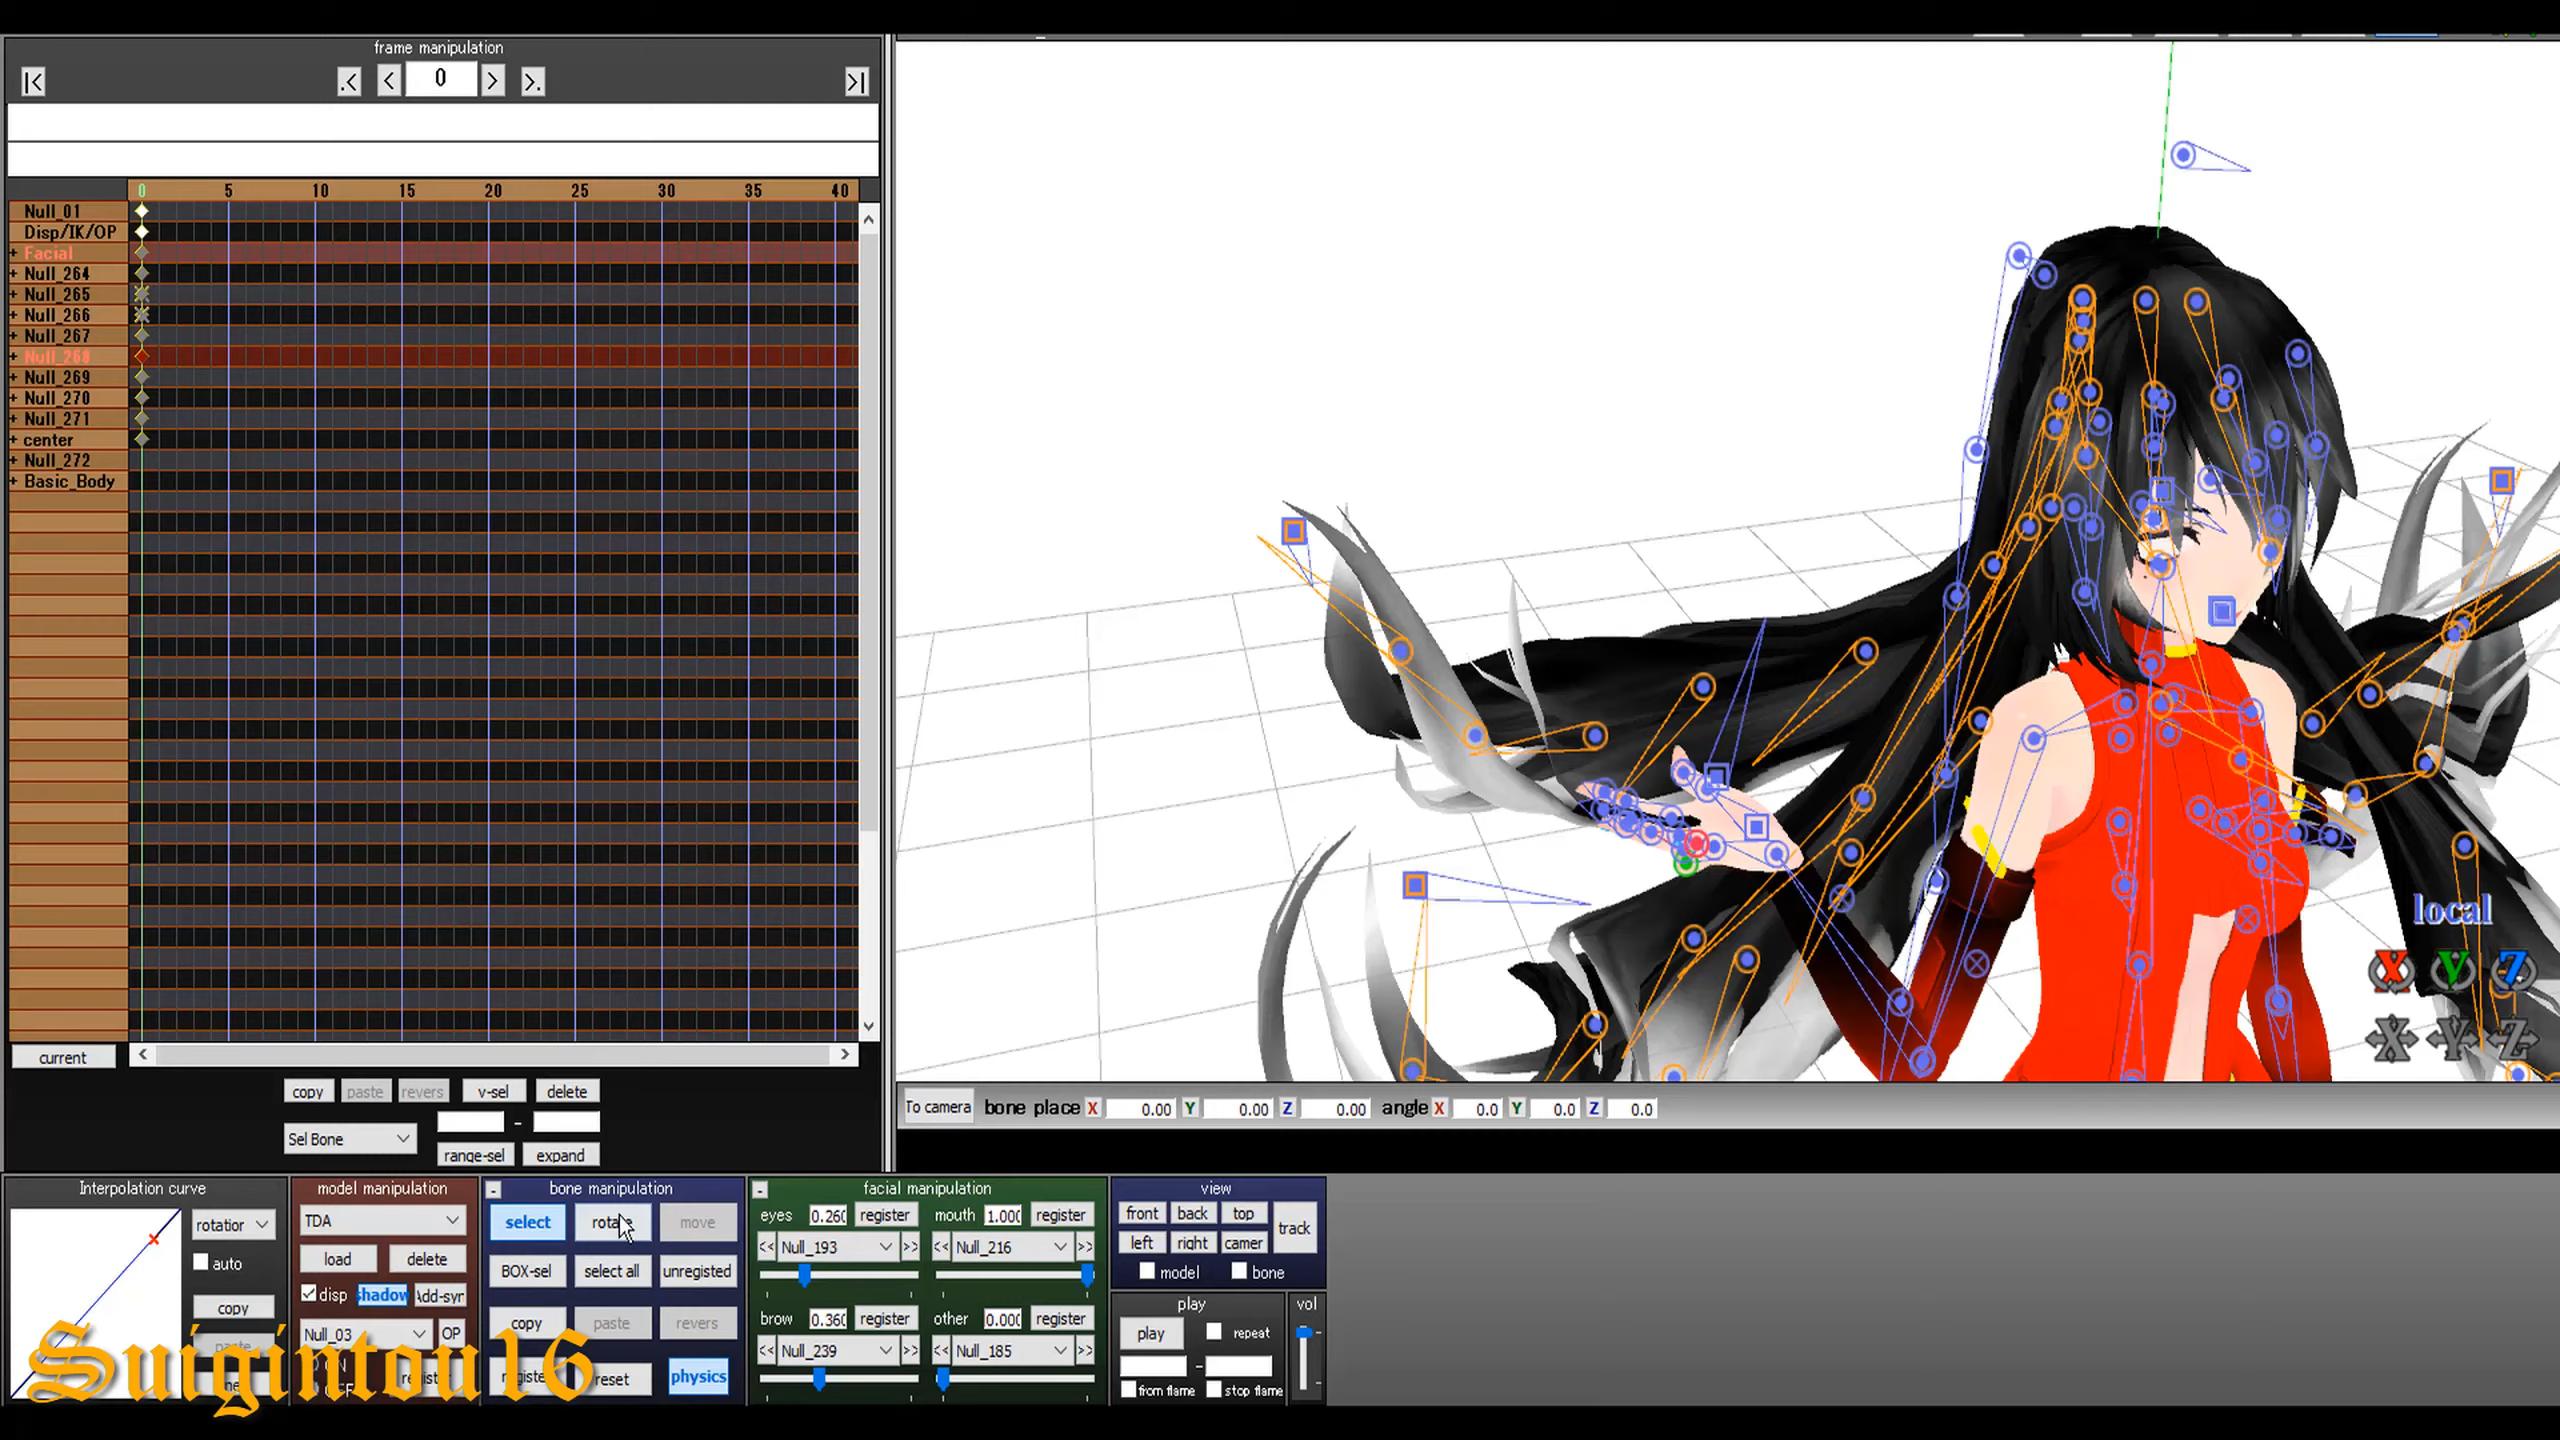 frame manipulation
|< .< < 0 > >. >|
0 5 10 15 20 25 30 35 40
Null_01
Disp/IK/OP
+ Facial
+ Null_264
+ Null_265
+ Null_266
+ Null_267
+ Null_268
+ Null_269
+ Null_270
+ Null_271
+ center
+ Null_272
+ Basic_Body
current
copy paste revers v-sel delete
-
Sel Bone
range-sel expand
local
X Y Z
X Y Z
To camera bone place X 0.00 Y 0.00 Z 0.00 angle X 0.0 Y 0.0 Z 0.0
Interpolation curve
rotatior
auto
copy
paste
model manipulation
TDA
load delete
disp shadow Add-syn
Null_03 OP
- bone manipulation
select rotate move
BOX-sel select all unregisted
copy paste revers
registe reset physics
- facial manipulation
eyes 0.260 register mouth 1.000 register
<< Null_193 >> << Null_216 >>
brow 0.360 register other 0.000 register
<< Null_239 >> << Null_185 >>
view
front back top
left right camer
track
model bone
play
play repeat
-
from flame stop flame
vol
Suigintou16